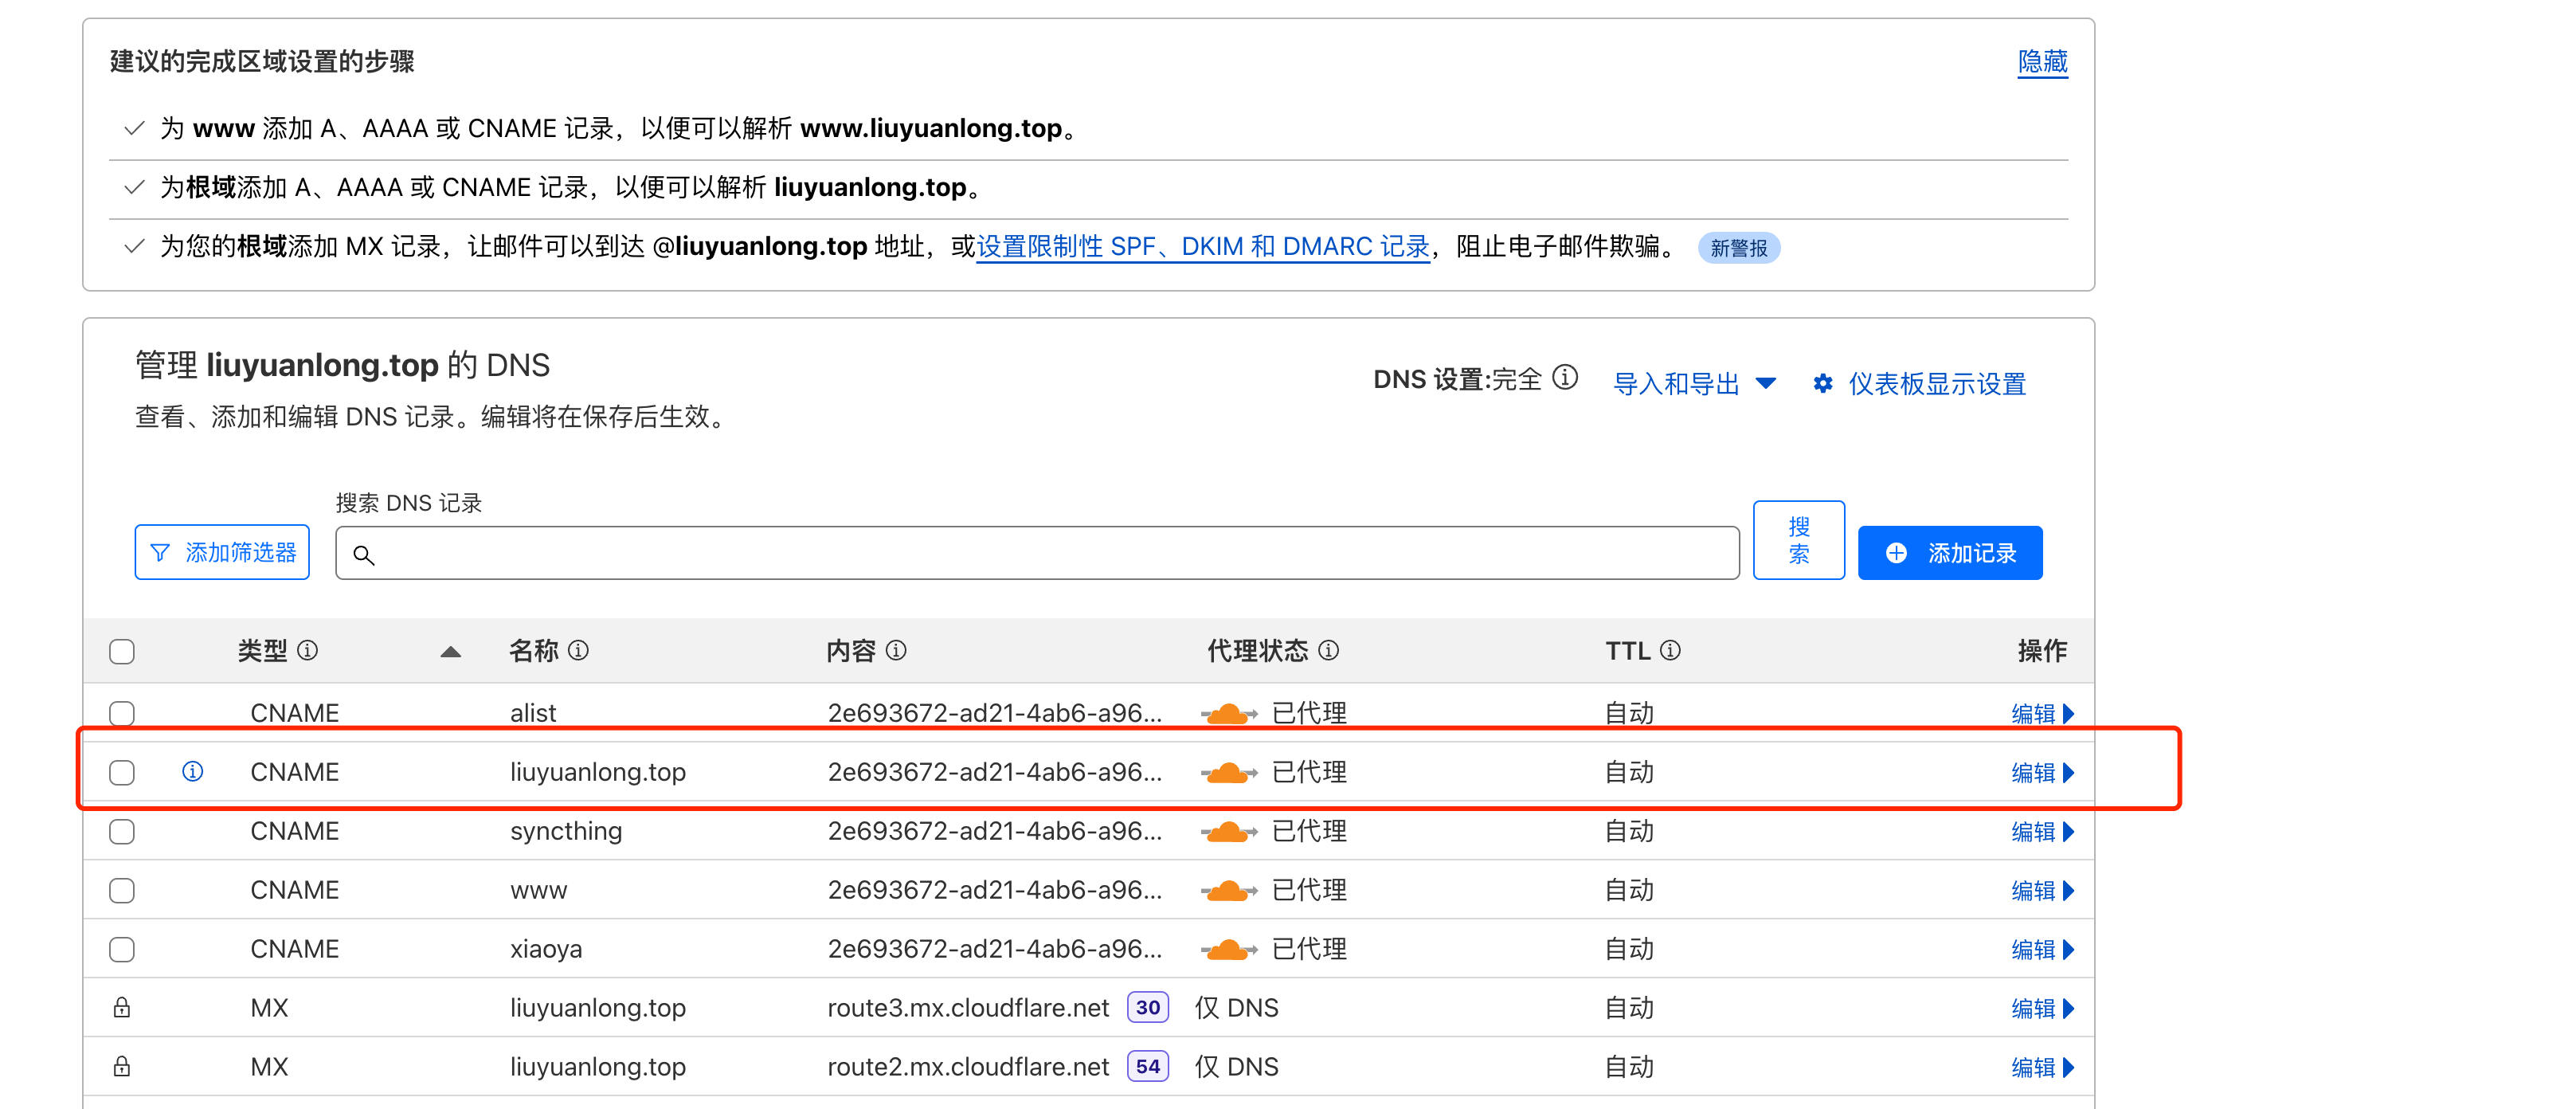 建议的完成区域设置的步骤 隐藏
为 www 添加 A、AAAA 或 CNAME 记录，以便可以解析 www.liuyuanlong.top。
为根域添加 A、AAAA 或 CNAME 记录，以便可以解析 liuyuanlong.top。
为您的根域添加 MX 记录，让邮件可以到达 @liuyuanlong.top 地址，或设置限制性 SPF、DKIM 和 DMARC 记录，阻止电子邮件欺骗。 新警报
管理 liuyuanlong.top 的 DNS
DNS 设置:完全 导入和导出 仪表板显示设置
查看、添加和编辑 DNS 记录。编辑将在保存后生效。
搜索 DNS 记录
添加筛选器 搜索 添加记录
类型 名称 内容 代理状态 TTL 操作
CNAME alist 2e693672-ad21-4ab6-a96... 已代理 自动 编辑
CNAME liuyuanlong.top 2e693672-ad21-4ab6-a96... 已代理 自动 编辑
CNAME syncthing 2e693672-ad21-4ab6-a96... 已代理 自动 编辑
CNAME www 2e693672-ad21-4ab6-a96... 已代理 自动 编辑
CNAME xiaoya 2e693672-ad21-4ab6-a96... 已代理 自动 编辑
MX liuyuanlong.top route3.mx.cloudflare.net 30 仅 DNS 自动 编辑
MX liuyuanlong.top route2.mx.cloudflare.net 54 仅 DNS 自动 编辑